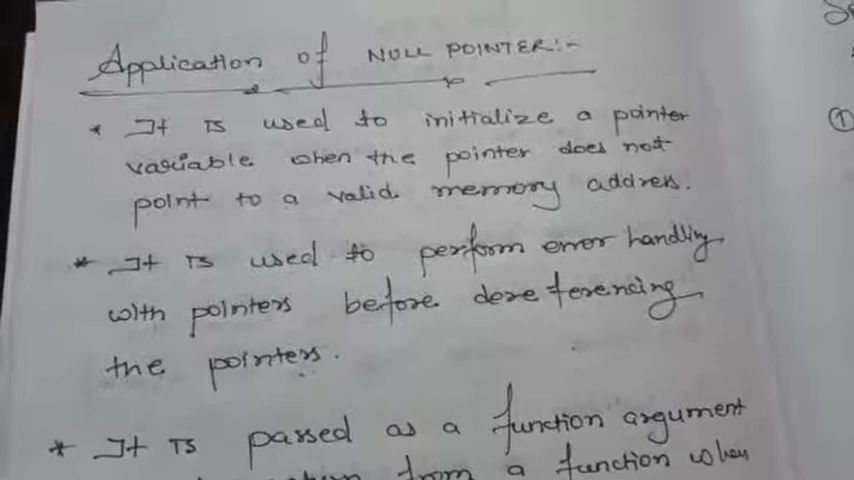 Application of NULL POINTER:-
* It is used to initialize a pointer
variable when the pointer does not
point to a valid memory address.
* It is used to perform error handling
with pointers before dereferencing
the pointers.
* It is passed as a function argument
from a function when
①